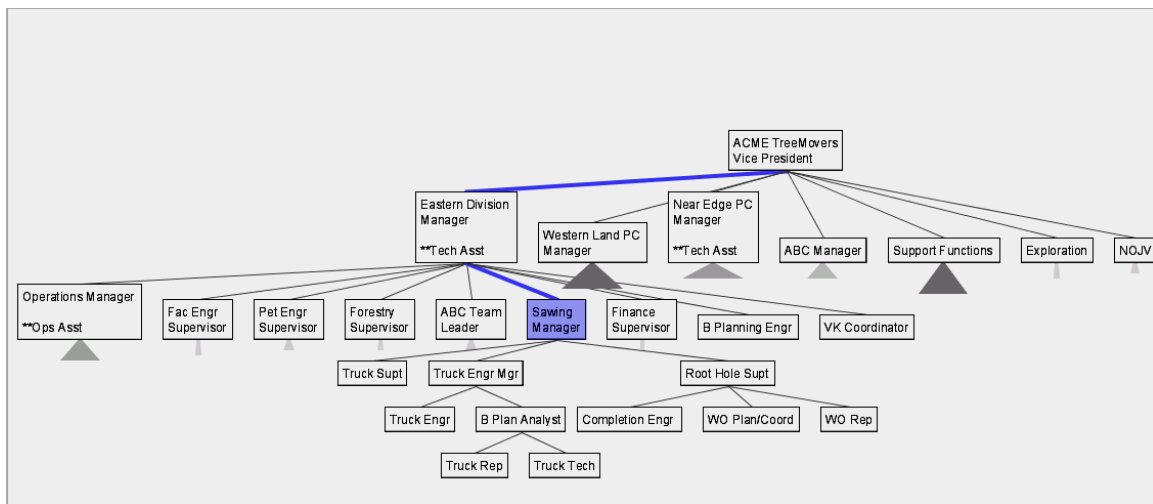 ACME TreeMovers
Vice President
Eastern Division
Manager
**Tech Asst
Western Land PC
Manager
Near Edge PC
Manager
**Tech Asst
ABC Manager
Support Functions
Exploration
NOJV
Operations Manager
**Ops Asst
Fac Engr
Supervisor
Pet Engr
Supervisor
Forestry
Supervisor
ABC Team
Leader
Sawing
Manager
Finance
Supervisor
B Planning Engr
VK Coordinator
Truck Supt
Truck Engr Mgr
Root Hole Supt
Truck Engr
B Plan Analyst
Completion Engr
WO Plan/Coord
WO Rep
Truck Rep
Truck Tech